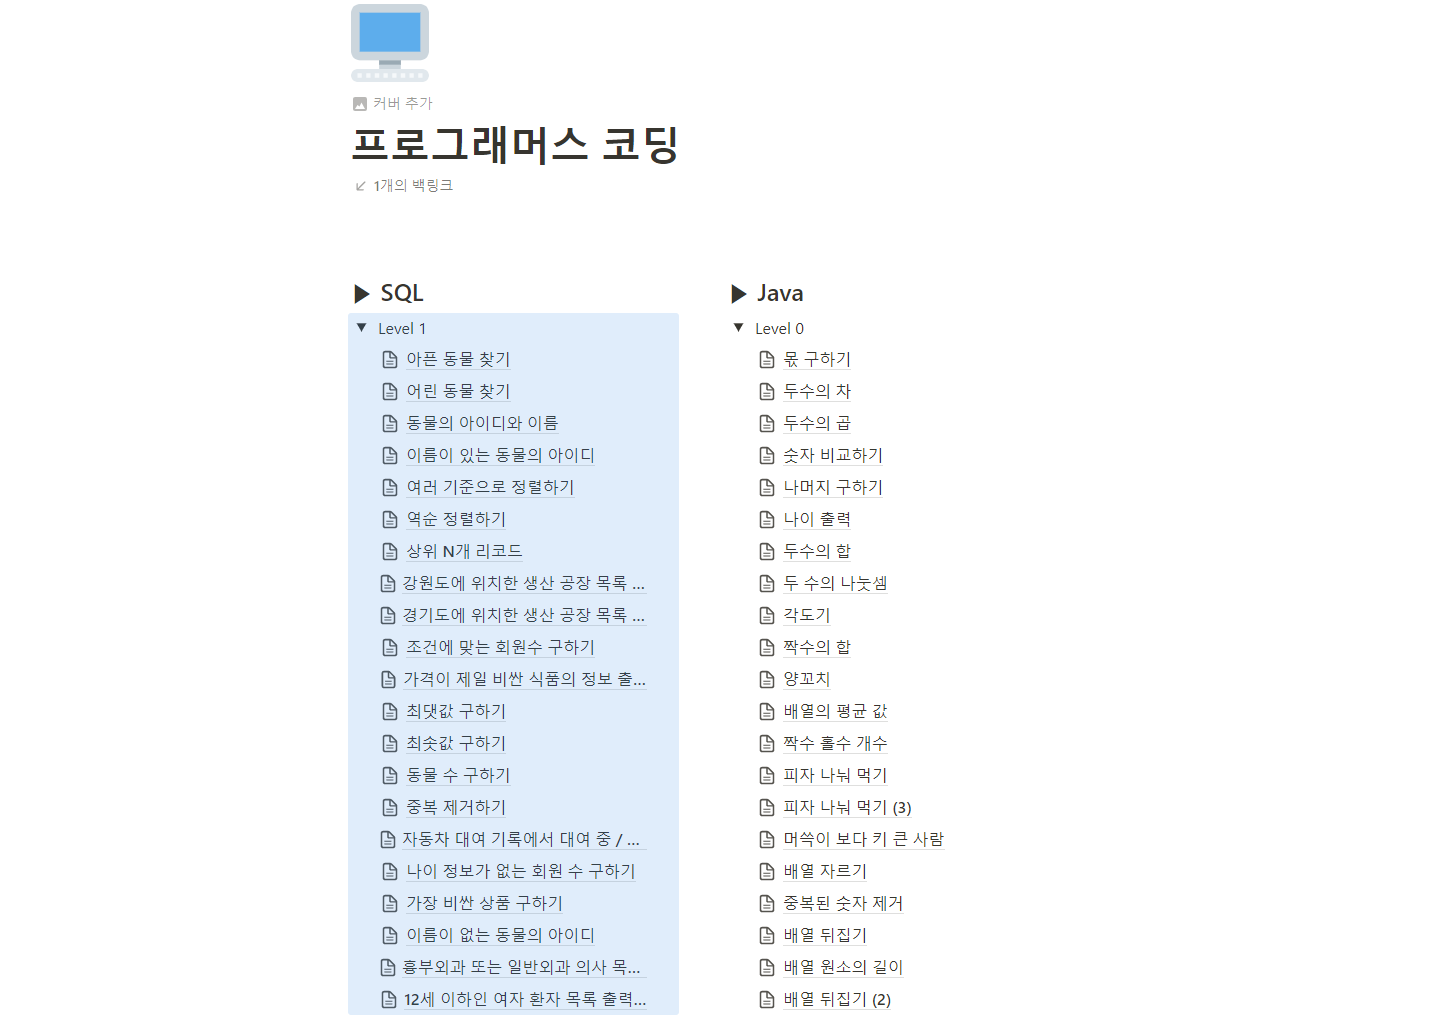 커버 추가
프로그래머스 코딩
1개의 백링크
SQL
Level 1
아픈 동물 찾기
어린 동물 찾기
동물의 아이디와 이름
이름이 있는 동물의 아이디
여러 기준으로 정렬하기
역순 정렬하기
상위 N개 리코드
강원도에 위치한 생산 공장 목록 ...
경기도에 위치한 생산 공장 목록 ...
조건에 맞는 회원수 구하기
가격이 제일 비싼 식품의 정보 출...
최댓값 구하기
최솟값 구하기
동물 수 구하기
중복 제거하기
자동차 대여 기록에서 대여 중 / ...
나이 정보가 없는 회원 수 구하기
가장 비싼 상품 구하기
이름이 없는 동물의 아이디
흉부외과 또는 일반외과 의사 목...
12세 이하인 여자 환자 목록 출력...
Java
Level 0
몫 구하기
두수의 차
두수의 곱
숫자 비교하기
나머지 구하기
나이 출력
두수의 합
두 수의 나눗셈
각도기
짝수의 합
양꼬치
배열의 평균 값
짝수 홀수 개수
피자 나눠 먹기
피자 나눠 먹기 (3)
머쓱이 보다 키 큰 사람
배열 자르기
중복된 숫자 제거
배열 뒤집기
배열 원소의 길이
배열 뒤집기 (2)